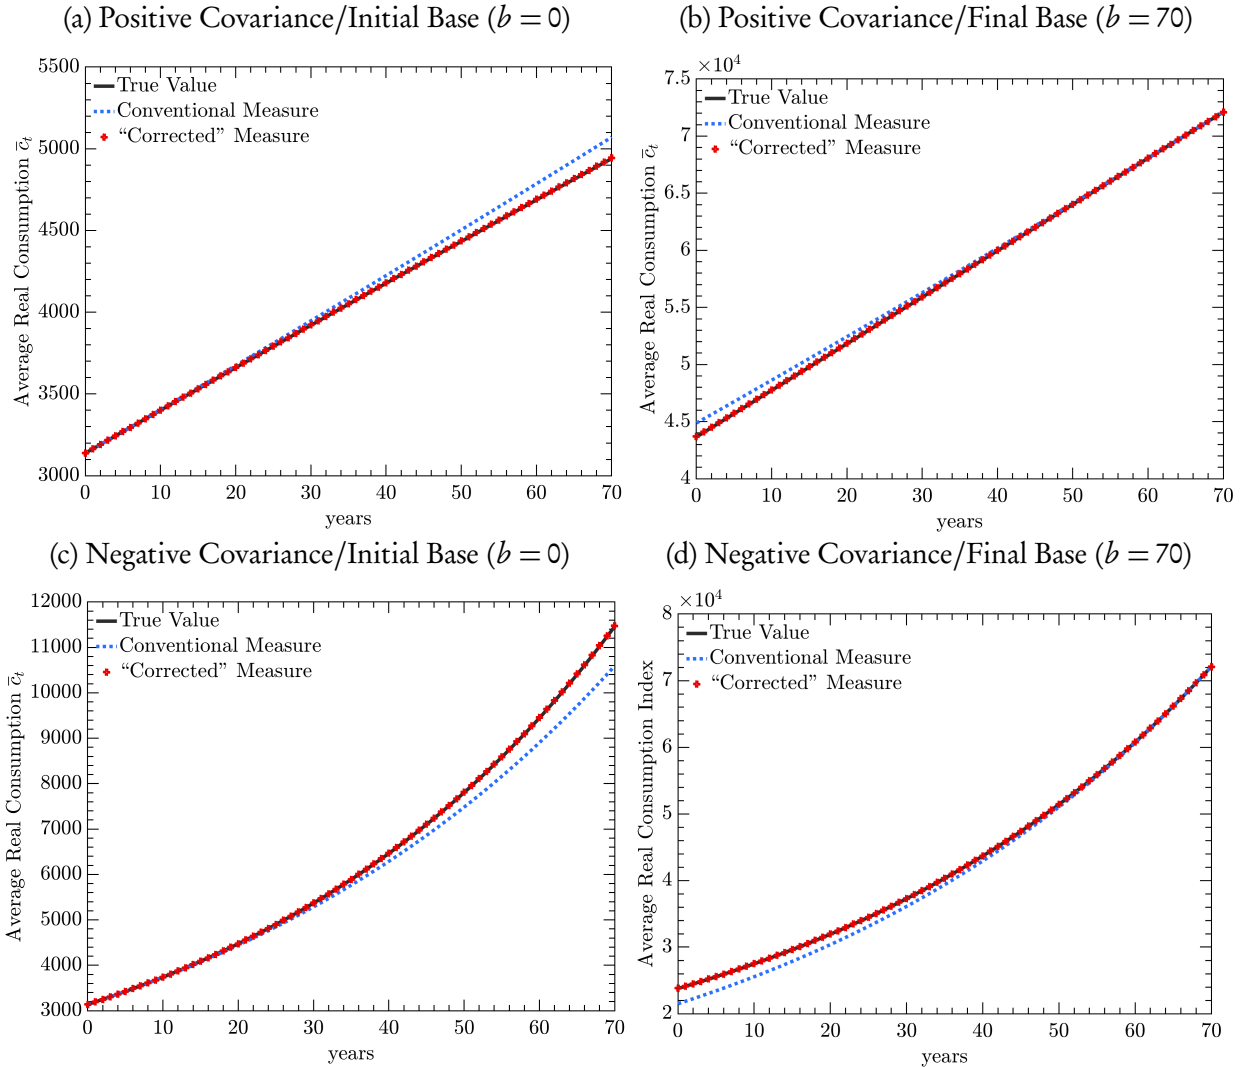 (a) Positive Covariance/Initial Base (b = 0)
5500
5000
4500
4000
3500
3000
Average Real Consumption c̅ₜ
True Value
Conventional Measure
“Corrected” Measure
0 10 20 30 40 50 60 70
years
(b) Positive Covariance/Final Base (b = 70)
×10⁴
7.5
7
6.5
6
5.5
5
4.5
4
Average Real Consumption c̅ₜ
True Value
Conventional Measure
“Corrected” Measure
0 10 20 30 40 50 60 70
years
(c) Negative Covariance/Initial Base (b = 0)
12000
11000
10000
9000
8000
7000
6000
5000
4000
3000
Average Real Consumption c̅ₜ
True Value
Conventional Measure
“Corrected” Measure
0 10 20 30 40 50 60 70
years
(d) Negative Covariance/Final Base (b = 70)
×10⁴
8
7
6
5
4
3
2
Average Real Consumption Index
True Value
Conventional Measure
“Corrected” Measure
0 10 20 30 40 50 60 70
years